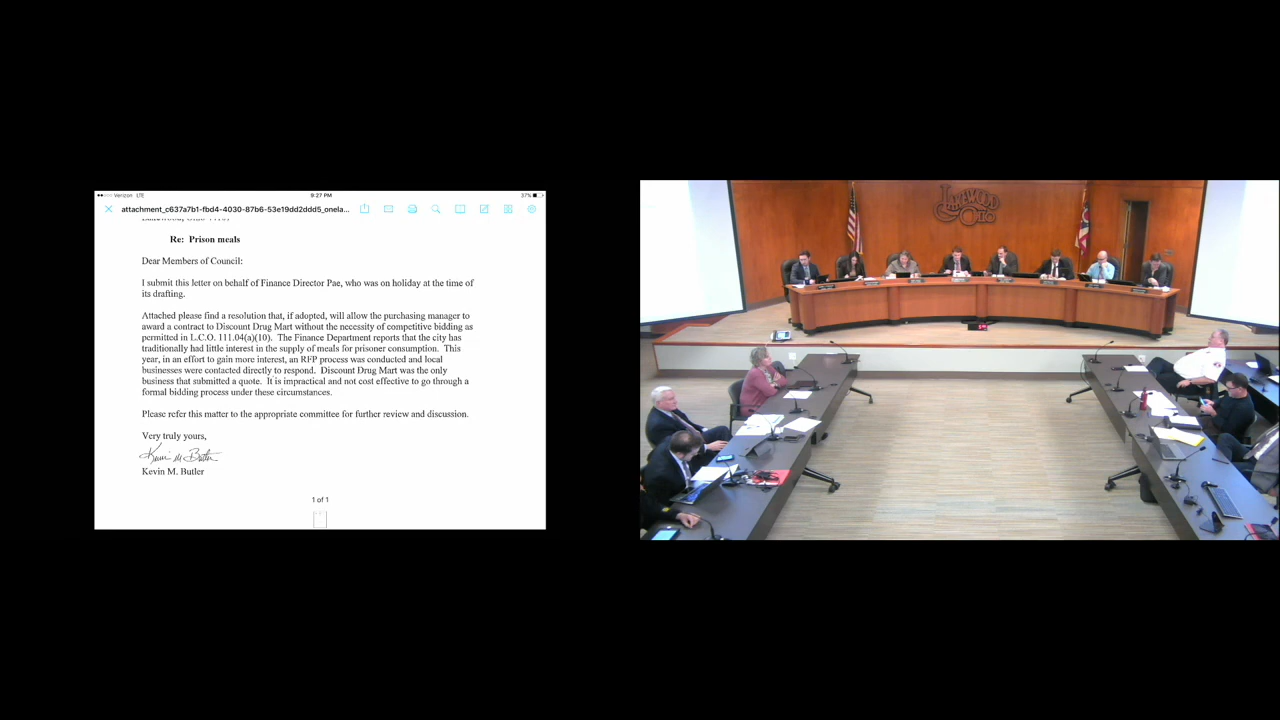 Verizon LTE
9:27 PM
37%
attachment_c637a7b1-fbd4-4030-87b6-53e19dd2ddd5_onela...
Re: Prison meals
Dear Members of Council:
I submit this letter on behalf of Finance Director Pae, who was on holiday at the time of
its drafting.
Attached please find a resolution that, if adopted, will allow the purchasing manager to
award a contract to Discount Drug Mart without the necessity of competitive bidding as
permitted in L.C.O. 111.04(a)(10). The Finance Department reports that the city has
traditionally had little interest in the supply of meals for prisoner consumption. This
year, in an effort to gain more interest, an RFP process was conducted and local
businesses were contacted directly to respond. Discount Drug Mart was the only
business that submitted a quote. It is impractical and not cost effective to go through a
formal bidding process under these circumstances.
Please refer this matter to the appropriate committee for further review and discussion.
Very truly yours,
Kevin M Butler
Kevin M. Butler
1 of 1
LAKEWOOD
OHIO